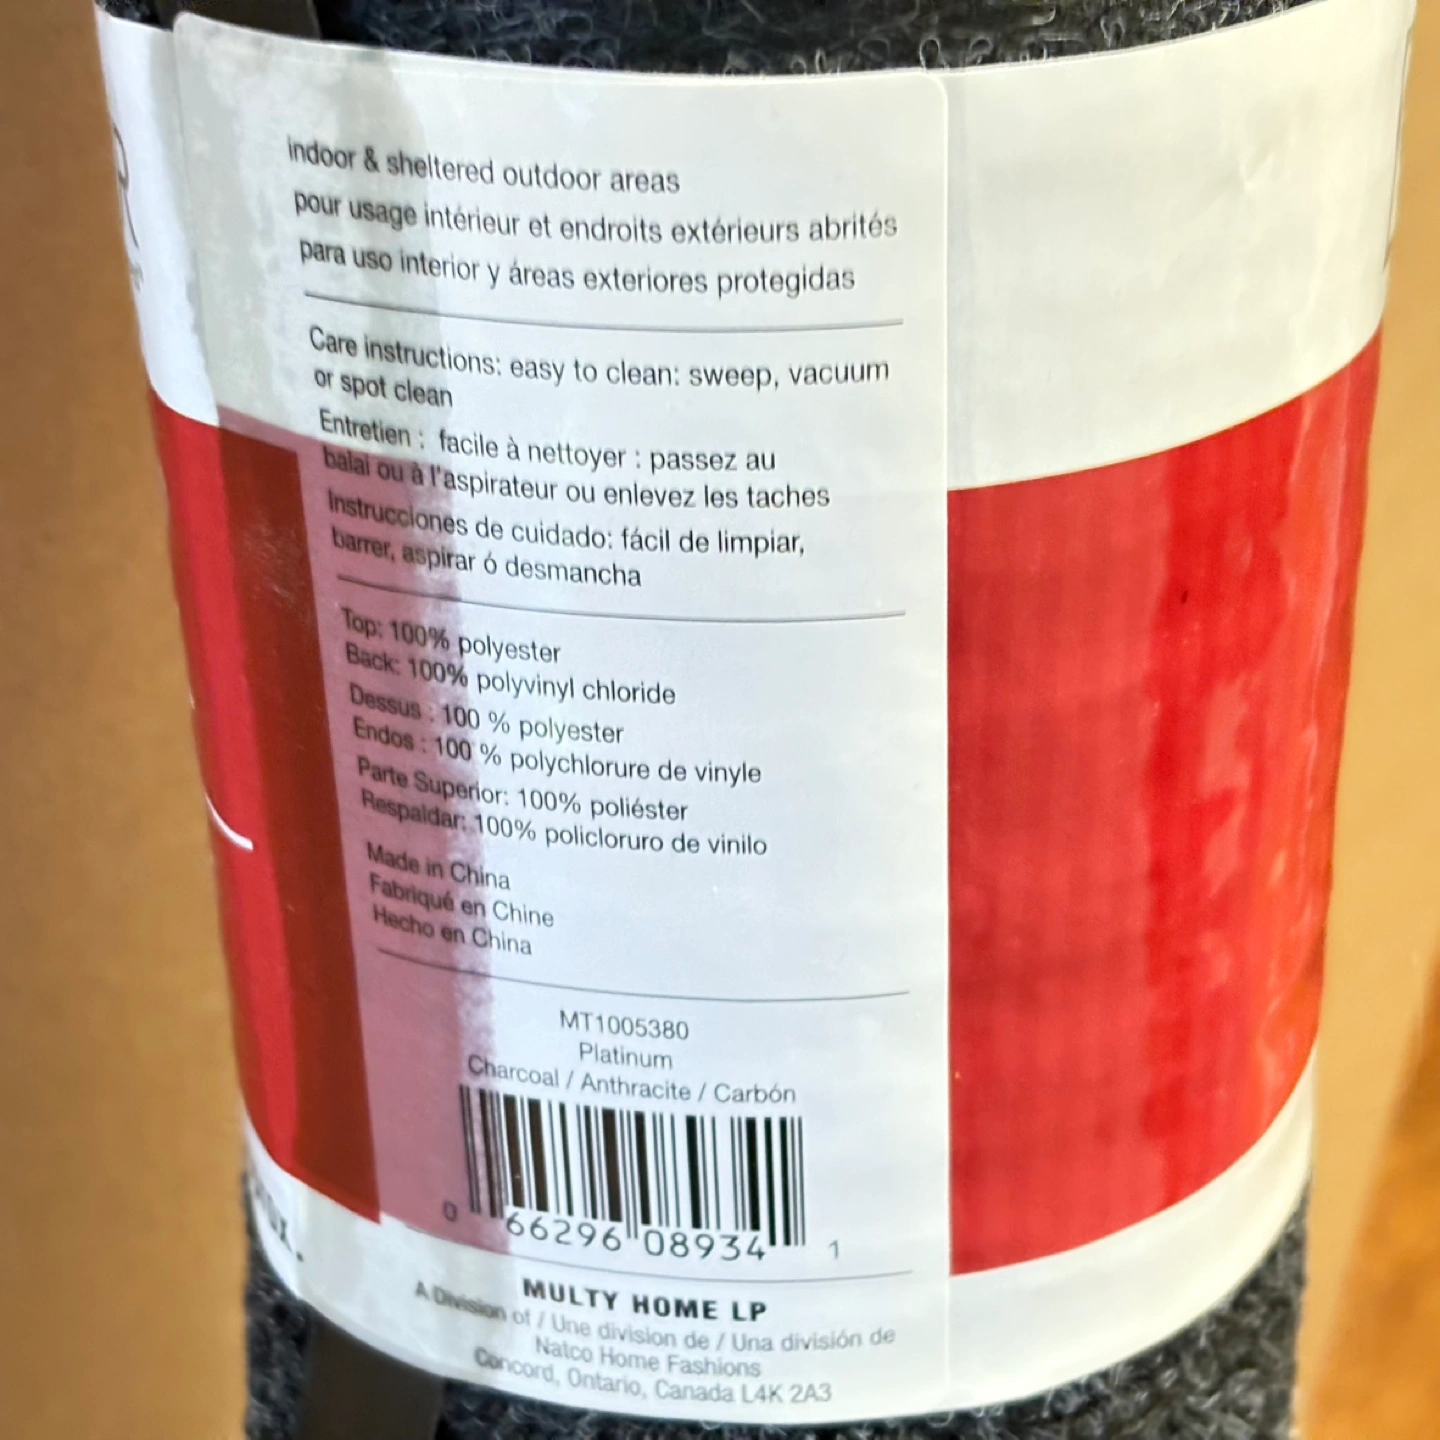 indoor & sheltered outdoor areas
pour usage intérieur et endroits extérieurs abrités
para uso interior y áreas exteriores protegidas
Care instructions: easy to clean: sweep, vacuum
or spot clean
Entretien : facile à nettoyer : passez au
balai ou à l'aspirateur ou enlevez les taches
Instrucciones de cuidado: fácil de limpiar,
barrer, aspirar ó desmancha
Top: 100% polyester
Back: 100% polyvinyl chloride
Dessus : 100 % polyester
Endos : 100 % polychlorure de vinyle
Parte Superior: 100% poliéster
Respaldar: 100% policloruro de vinilo
Made in China
Fabriqué en Chine
Hecho en China
MT1005380
Platinum
Charcoal / Anthracite / Carbón
0 66296 08934 1
MULTY HOME LP
A Division of / Une division de / Una división de
Natco Home Fashions
Concord, Ontario, Canada L4K 2A3